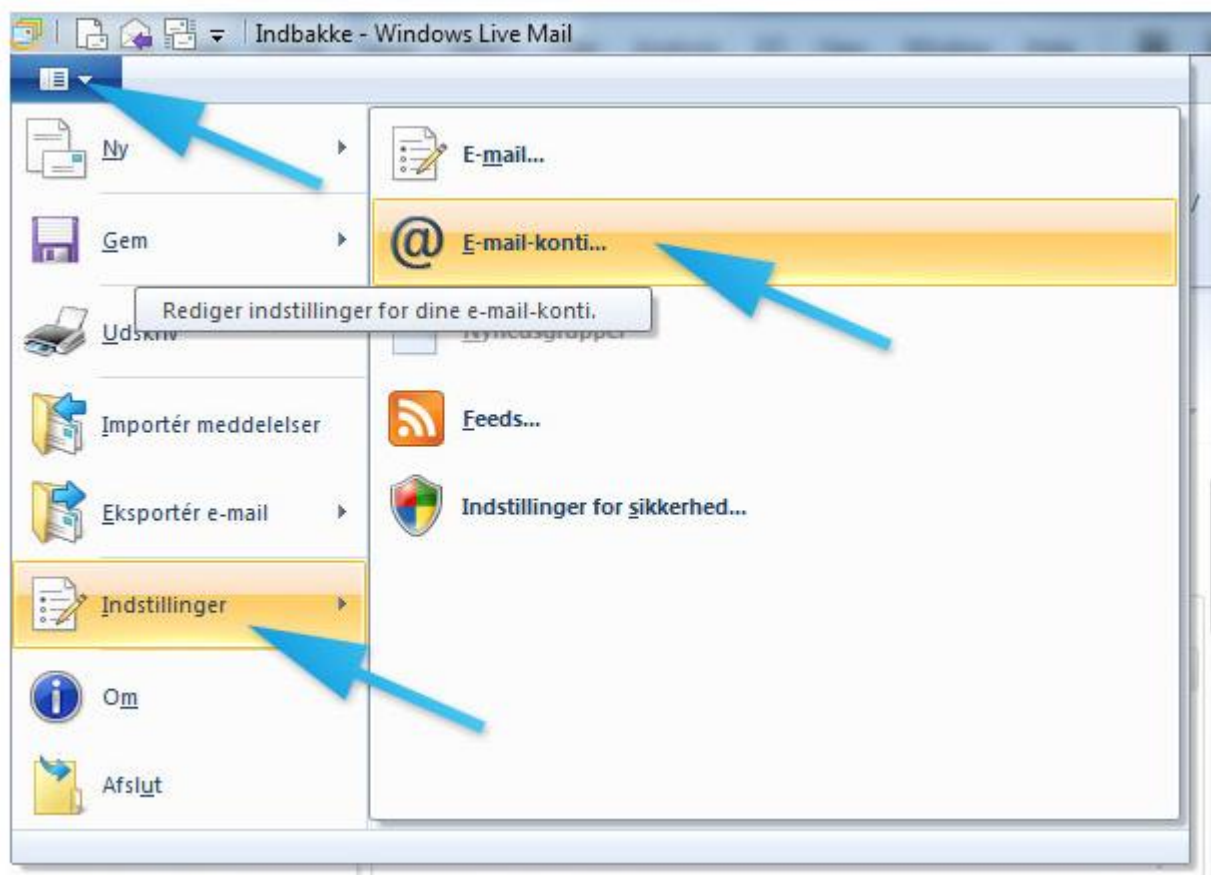 Indbakke - Windows Live Mail
Ny
Gem
Udskriv
Importér meddelelser
Eksportér e-mail
Indstillinger
Om
Afslut
E-mail...
@ E-mail-konti...
Rediger indstillinger for dine e-mail-konti.
Nyhedsgrupper
Feeds...
Indstillinger for sikkerhed...